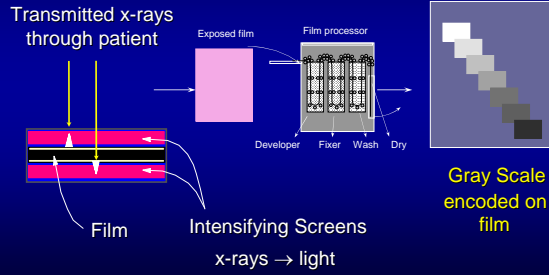 Transmitted x-rays
through patient
Exposed film
Film processor
Developer
Fixer
Wash
Dry
Film
Intensifying Screens
x-rays → light
Gray Scale
encoded on
film